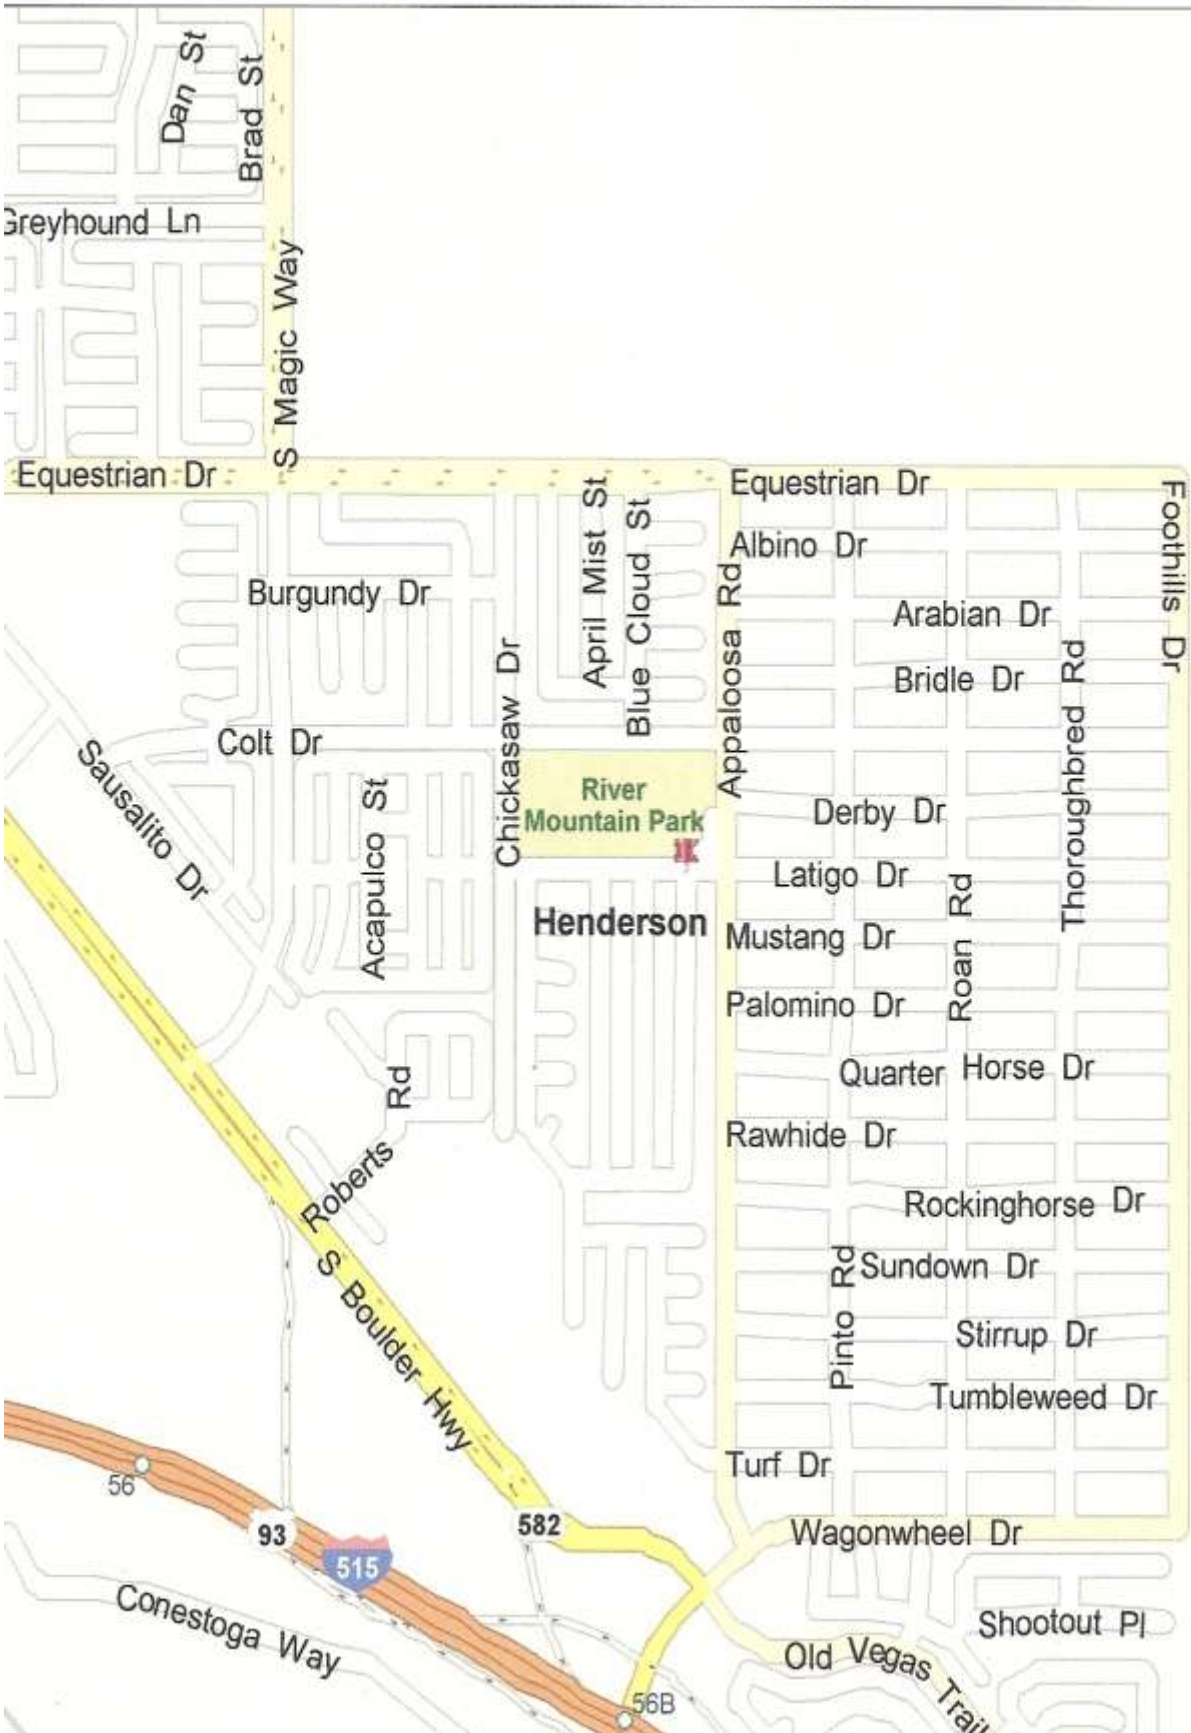 Dan St
Brad St
Greyhound Ln
S Magic Way
Equestrian Dr
Equestrian Dr
Foothills Dr
April Mist St
Blue Cloud St
Albino Dr
Burgundy Dr
Appaloosa Rd
Arabian Dr
Bridle Dr
Chickasaw Dr
Thoroughbred Rd
Colt Dr
Sausalito Dr
Acapulco St
River
Mountain Park
Derby Dr
Latigo Dr
Roan Rd
Henderson
Mustang Dr
Palomino Dr
Quarter Horse Dr
Roberts Rd
Rawhide Dr
Rockinghorse Dr
Pinto Rd
Sundown Dr
S Boulder Hwy
Stirrup Dr
Tumbleweed Dr
Turf Dr
56
93
582
515
Wagonwheel Dr
Conestoga Way
Shootout Pl
Old Vegas Trail
56B